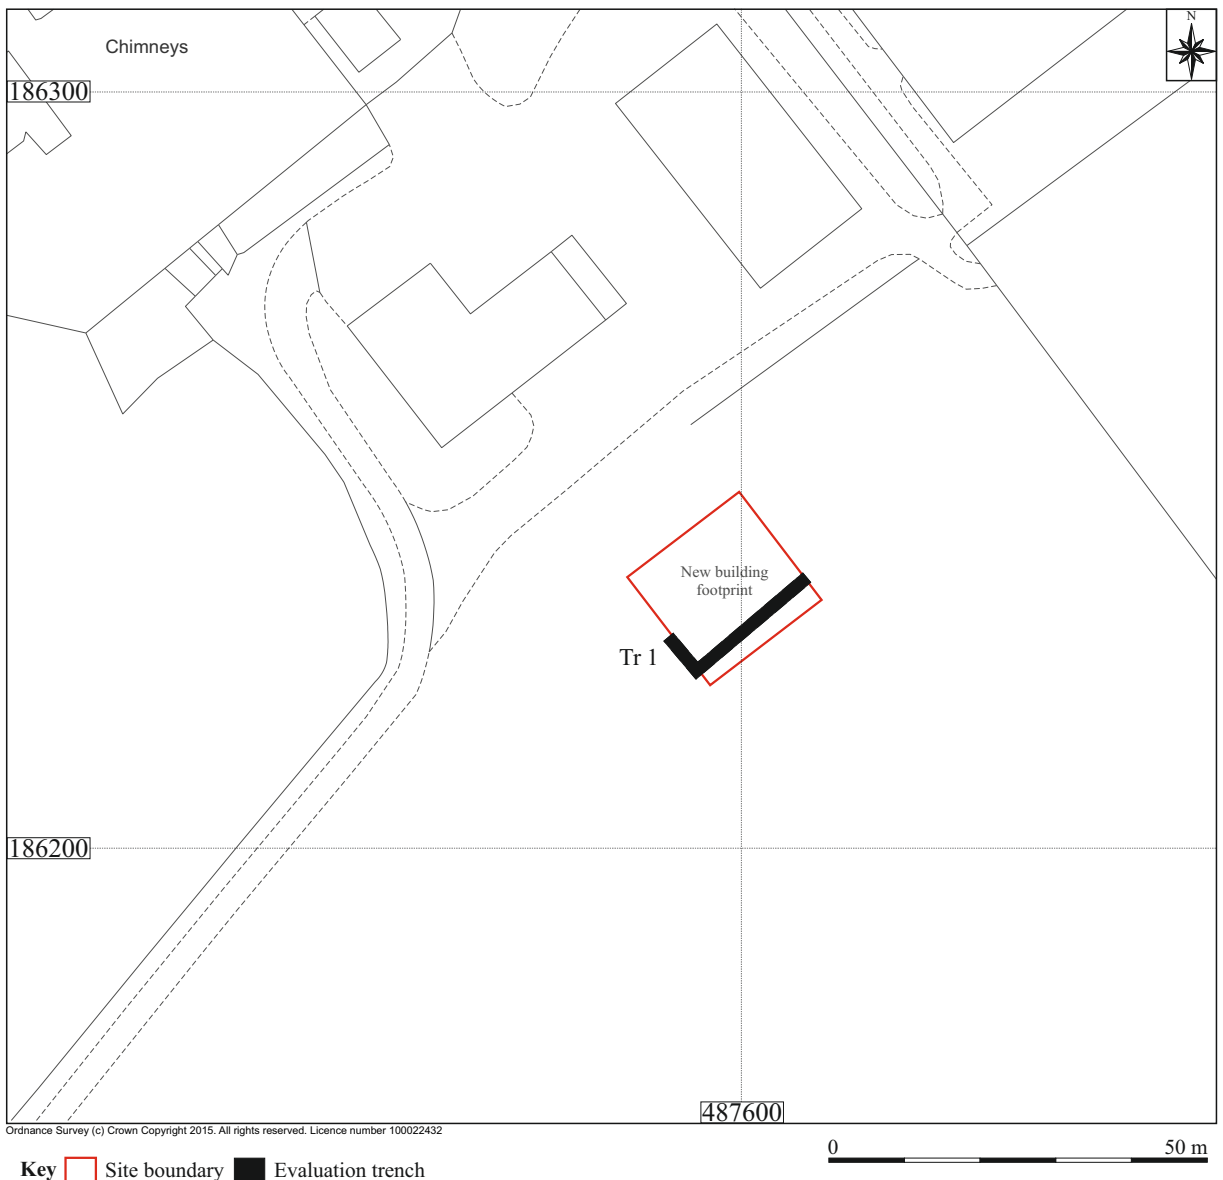 N
Chimneys
186300
New building
footprint
Tr 1
186200
487600
Ordnance Survey (c) Crown Copyright 2015. All rights reserved. Licence number 100022432
0 50 m
Key Site boundary Evaluation trench